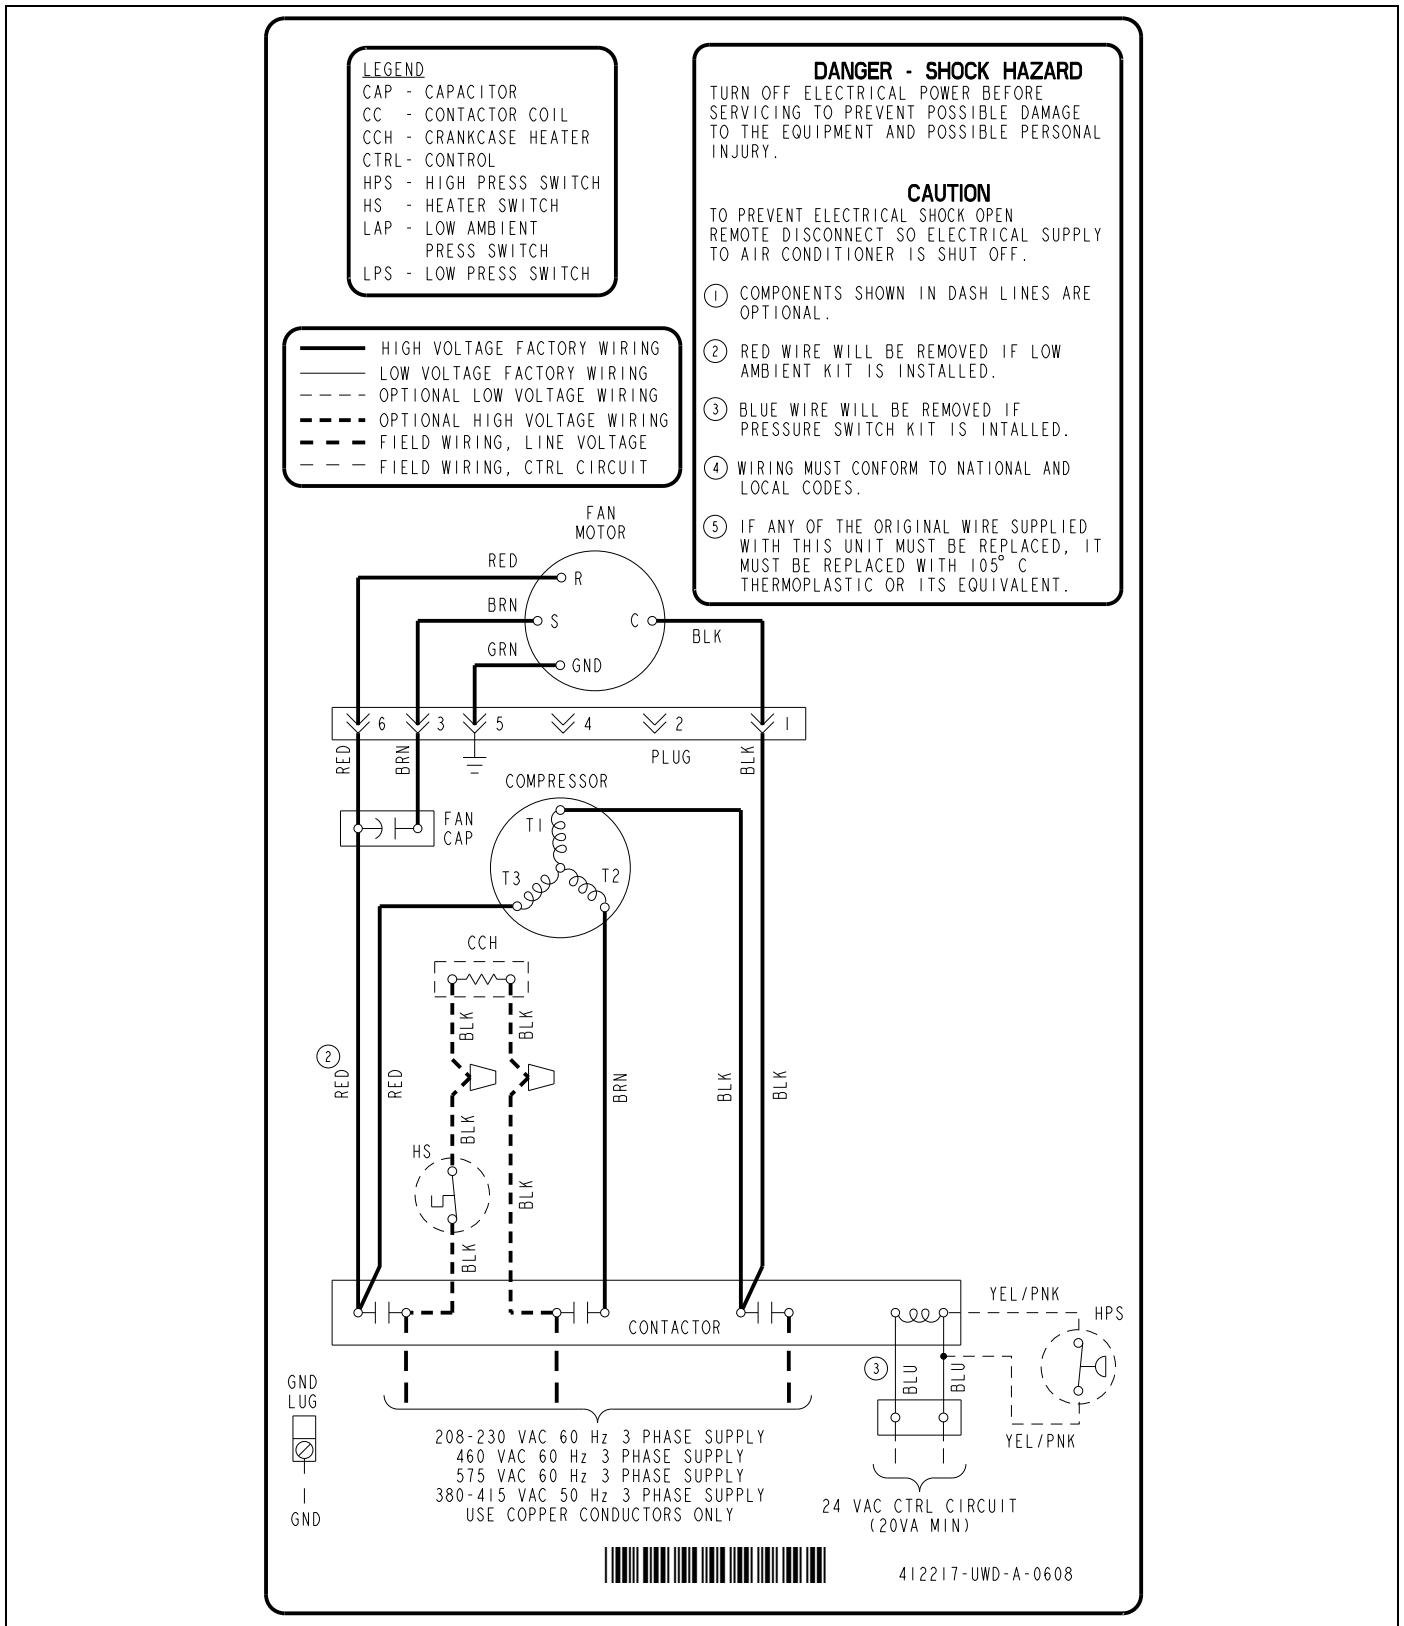 LEGEND
CAP - CAPACITOR
CC - CONTACTOR COIL
CCH - CRANKCASE HEATER
CTRL- CONTROL
HPS - HIGH PRESS SWITCH
HS - HEATER SWITCH
LAP - LOW AMBIENT
PRESS SWITCH
LPS - LOW PRESS SWITCH
HIGH VOLTAGE FACTORY WIRING
LOW VOLTAGE FACTORY WIRING
OPTIONAL LOW VOLTAGE WIRING
OPTIONAL HIGH VOLTAGE WIRING
FIELD WIRING, LINE VOLTAGE
FIELD WIRING, CTRL CIRCUIT
DANGER - SHOCK HAZARD
TURN OFF ELECTRICAL POWER BEFORE
SERVICING TO PREVENT POSSIBLE DAMAGE
TO THE EQUIPMENT AND POSSIBLE PERSONAL
INJURY.
CAUTION
TO PREVENT ELECTRICAL SHOCK OPEN
REMOTE DISCONNECT SO ELECTRICAL SUPPLY
TO AIR CONDITIONER IS SHUT OFF.
1 COMPONENTS SHOWN IN DASH LINES ARE
OPTIONAL.
2 RED WIRE WILL BE REMOVED IF LOW
AMBIENT KIT IS INSTALLED.
3 BLUE WIRE WILL BE REMOVED IF
PRESSURE SWITCH KIT IS INTALLED.
4 WIRING MUST CONFORM TO NATIONAL AND
LOCAL CODES.
5 IF ANY OF THE ORIGINAL WIRE SUPPLIED
WITH THIS UNIT MUST BE REPLACED, IT
MUST BE REPLACED WITH 105° C
THERMOPLASTIC OR ITS EQUIVALENT.
FAN
MOTOR
RED
R
BRN
S
C
BLK
GRN
GND
6 3 5 4 2 1
RED
BRN
PLUG
BLK
COMPRESSOR
FAN
CAP
T1
T3
T2
CCH
BLK
BLK
2
RED
RED
BRN
BLK
BLK
BLK
HS
BLK
BLK
CONTACTOR
YEL/PNK
HPS
3
BLU
BLU
YEL/PNK
GND
LUG
GND
208-230 VAC 60 Hz 3 PHASE SUPPLY
460 VAC 60 Hz 3 PHASE SUPPLY
575 VAC 60 Hz 3 PHASE SUPPLY
380-415 VAC 50 Hz 3 PHASE SUPPLY
USE COPPER CONDUCTORS ONLY
24 VAC CTRL CIRCUIT
(20VA MIN)
412217-UWD-A-0608